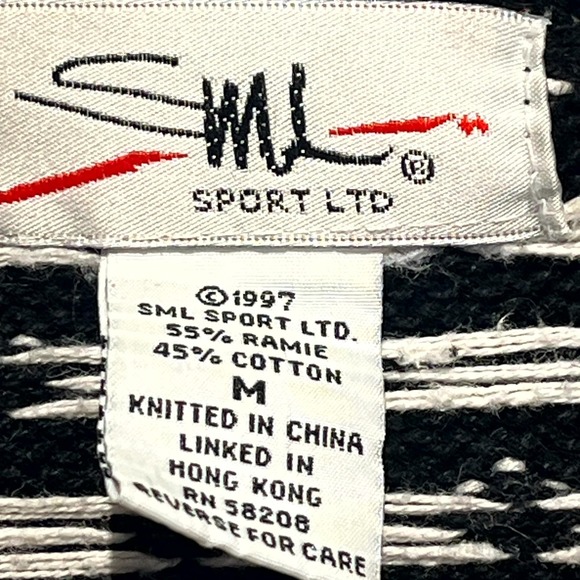 SML ®
SPORT LTD
©1997
SML SPORT LTD.
55% RAMIE
45% COTTON
M
KNITTED IN CHINA
LINKED IN
HONG KONG
RN 58208
REVERSE FOR CARE